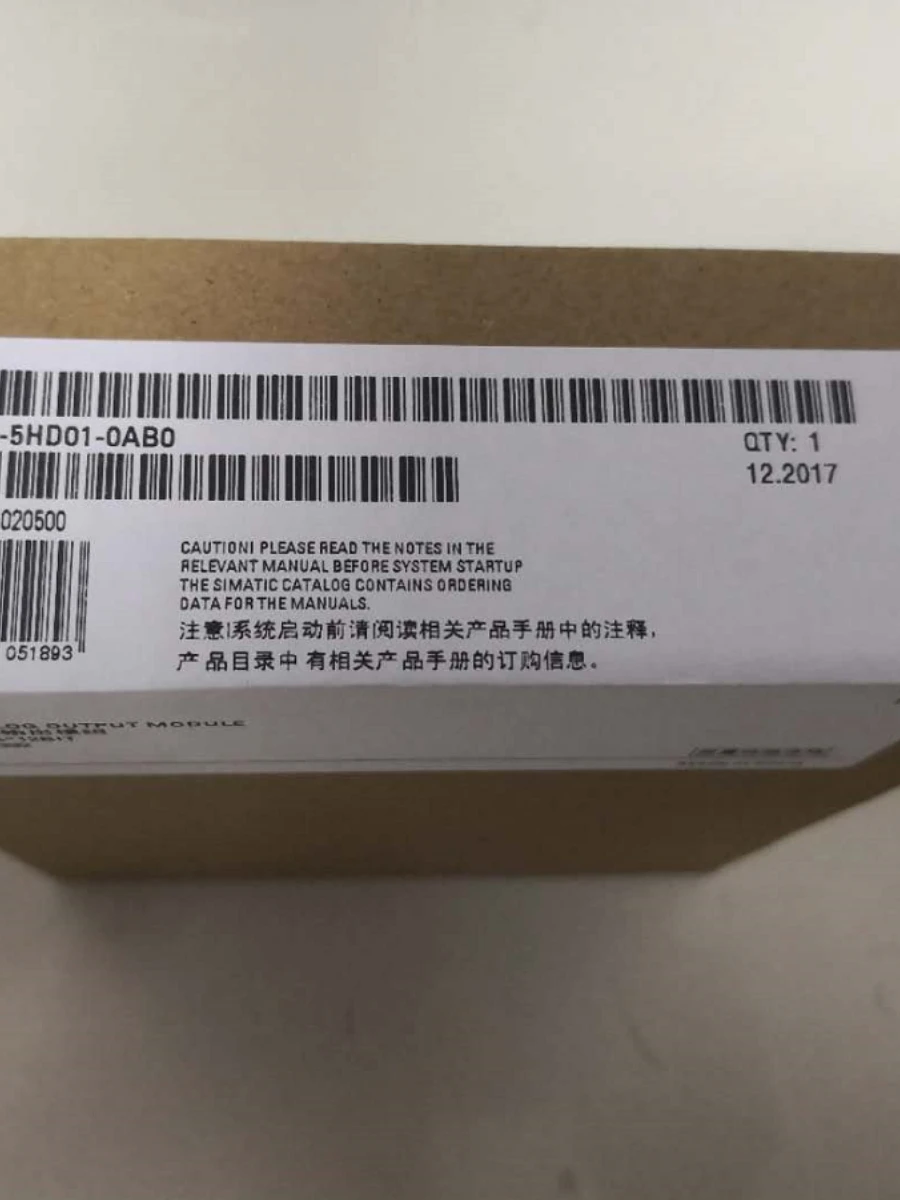 -5HD01-0AB0
QTY: 1
12.2017
020500
CAUTION! PLEASE READ THE NOTES IN THE
RELEVANT MANUAL BEFORE SYSTEM STARTUP
THE SIMATIC CATALOG CONTAINS ORDERING
DATA FOR THE MANUALS.
注意!系统启动前请阅读相关产品手册中的注释,
产品目录中有相关产品手册的订购信息。
051893
OG OUTPUT MODULE